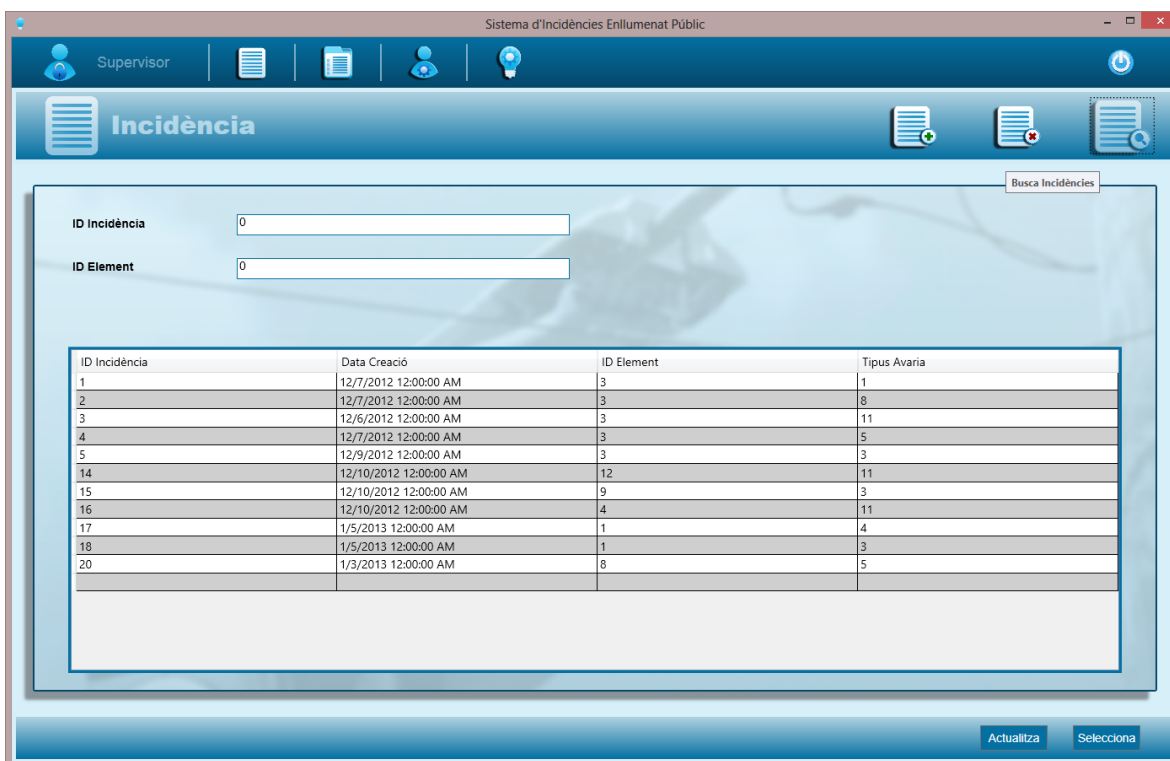 Sistema d'Incidències Enllumenat Públic
Supervisor
Incidència
Busca Incidències
ID Incidència 0
ID Element 0
ID Incidència Data Creació ID Element Tipus Avaria
1 12/7/2012 12:00:00 AM 3 1
2 12/7/2012 12:00:00 AM 3 8
3 12/6/2012 12:00:00 AM 3 11
4 12/7/2012 12:00:00 AM 3 5
5 12/9/2012 12:00:00 AM 3 3
14 12/10/2012 12:00:00 AM 12 11
15 12/10/2012 12:00:00 AM 9 3
16 12/10/2012 12:00:00 AM 4 11
17 1/5/2013 12:00:00 AM 1 4
18 1/5/2013 12:00:00 AM 1 3
20 1/3/2013 12:00:00 AM 8 5
Actualitza Selecciona